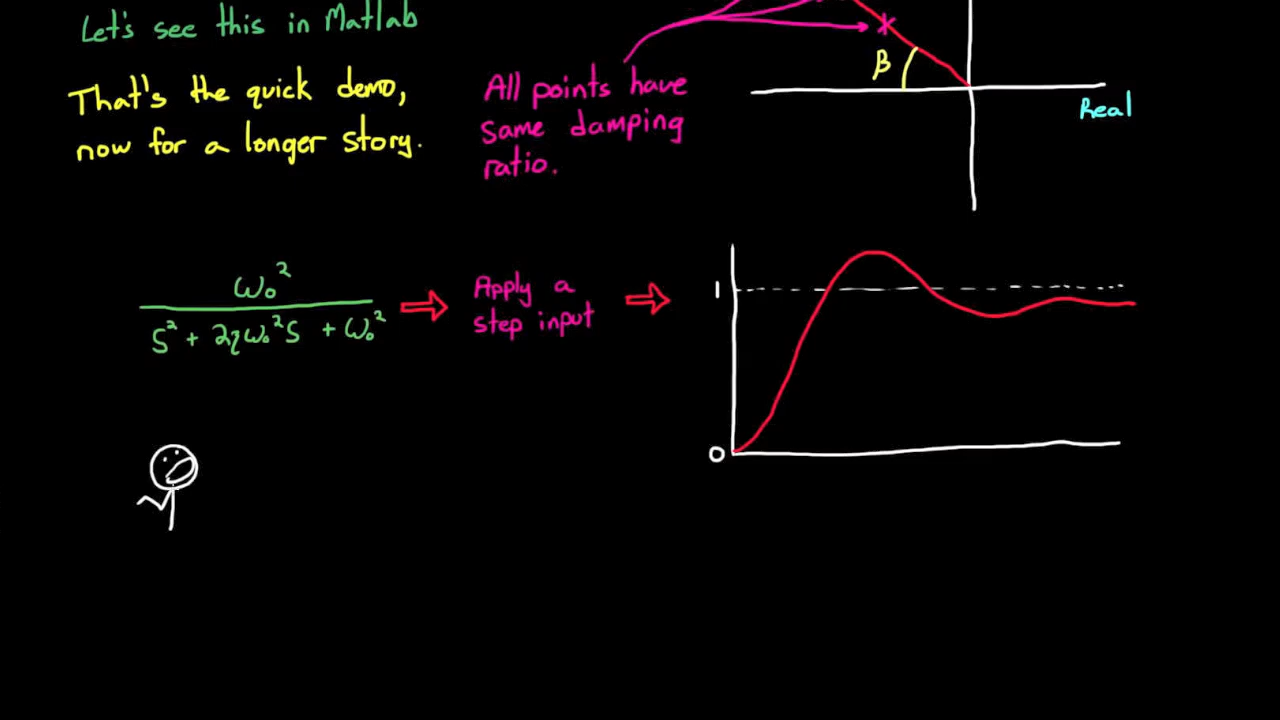 Let's see this in Matlab
That's the quick demo,
now for a longer story.
All points have
same damping
ratio.
β
Real
ω₀²
S² + 2ηω₀²S + ω₀²
Apply a
step input
1
0